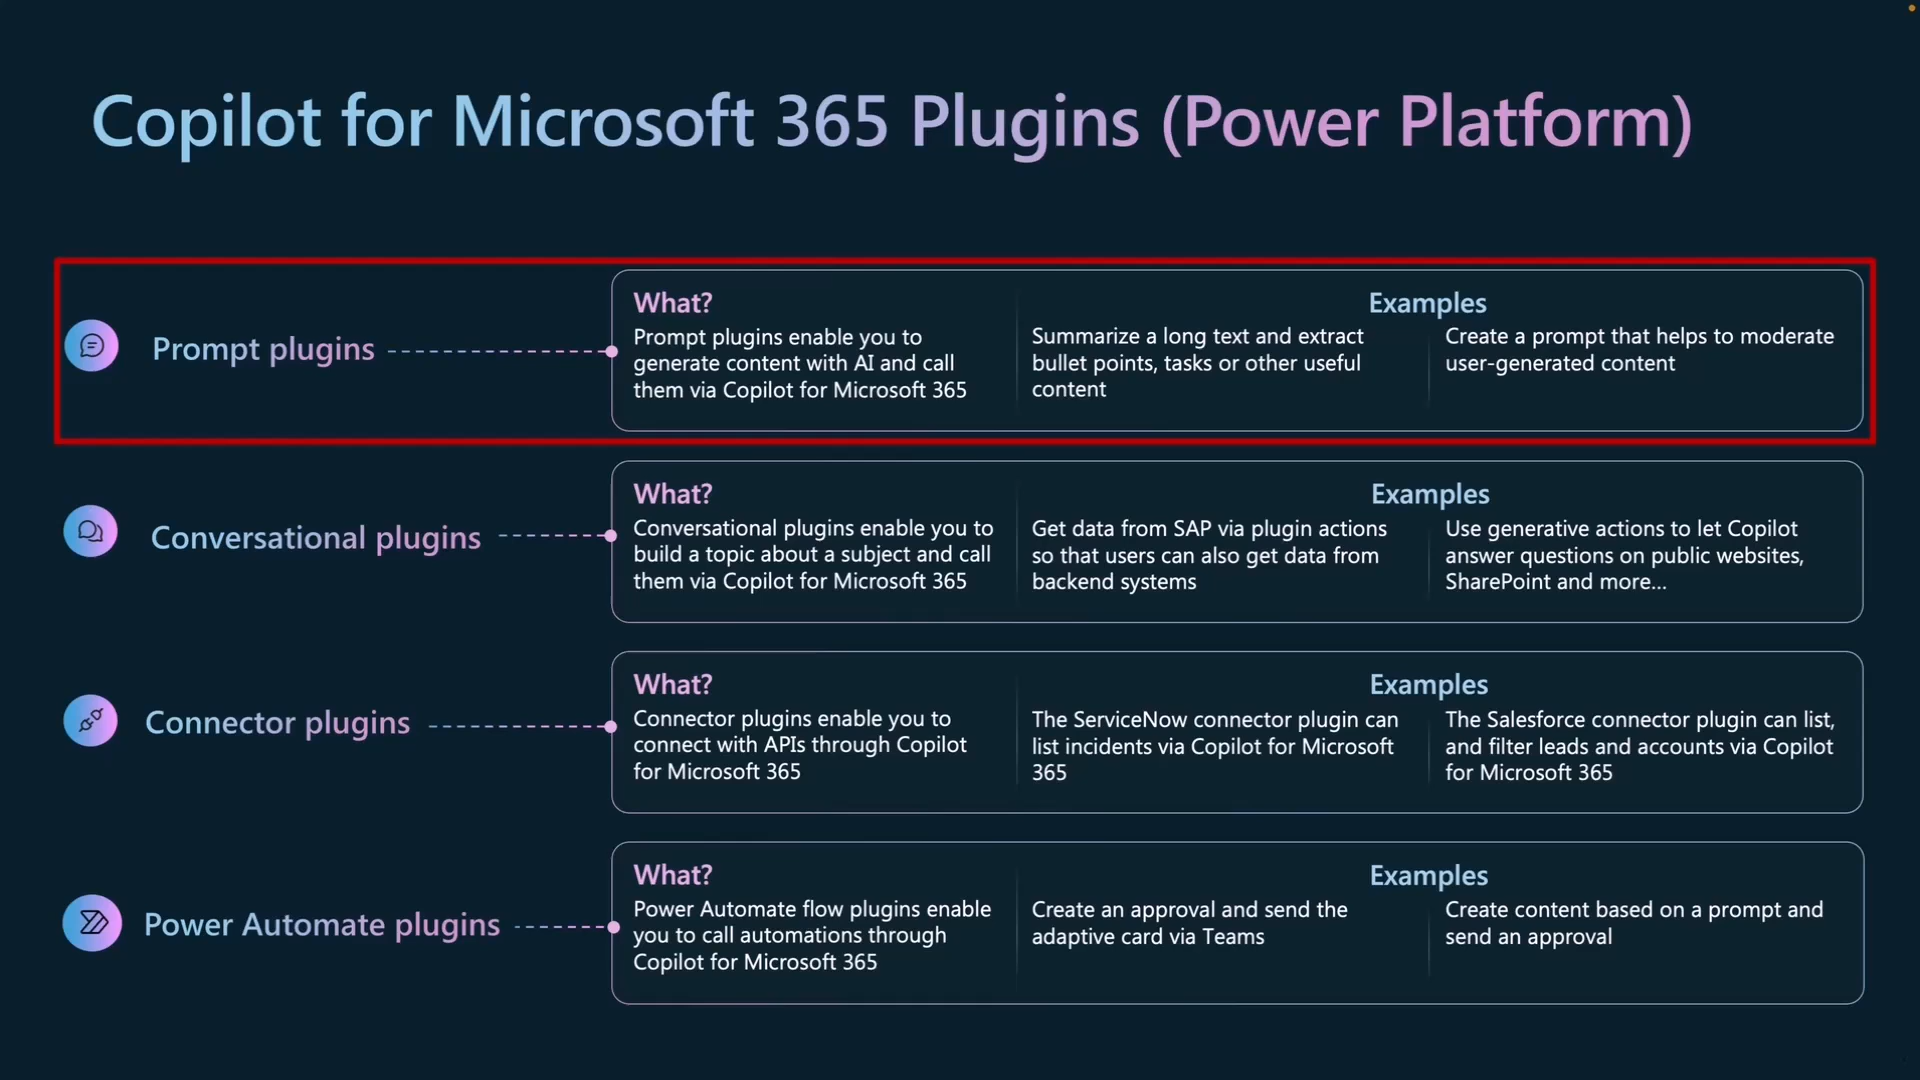 Copilot for Microsoft 365 Plugins (Power Platform)
Prompt plugins
What?
Prompt plugins enable you to
generate content with AI and call
them via Copilot for Microsoft 365
Examples
Summarize a long text and extract
bullet points, tasks or other useful
content
Create a prompt that helps to moderate
user-generated content
Conversational plugins
What?
Conversational plugins enable you to
build a topic about a subject and call
them via Copilot for Microsoft 365
Examples
Get data from SAP via plugin actions
so that users can also get data from
backend systems
Use generative actions to let Copilot
answer questions on public websites,
SharePoint and more...
Connector plugins
What?
Connector plugins enable you to
connect with APIs through Copilot
for Microsoft 365
Examples
The ServiceNow connector plugin can
list incidents via Copilot for Microsoft
365
The Salesforce connector plugin can list,
and filter leads and accounts via Copilot
for Microsoft 365
Power Automate plugins
What?
Power Automate flow plugins enable
you to call automations through
Copilot for Microsoft 365
Examples
Create an approval and send the
adaptive card via Teams
Create content based on a prompt and
send an approval